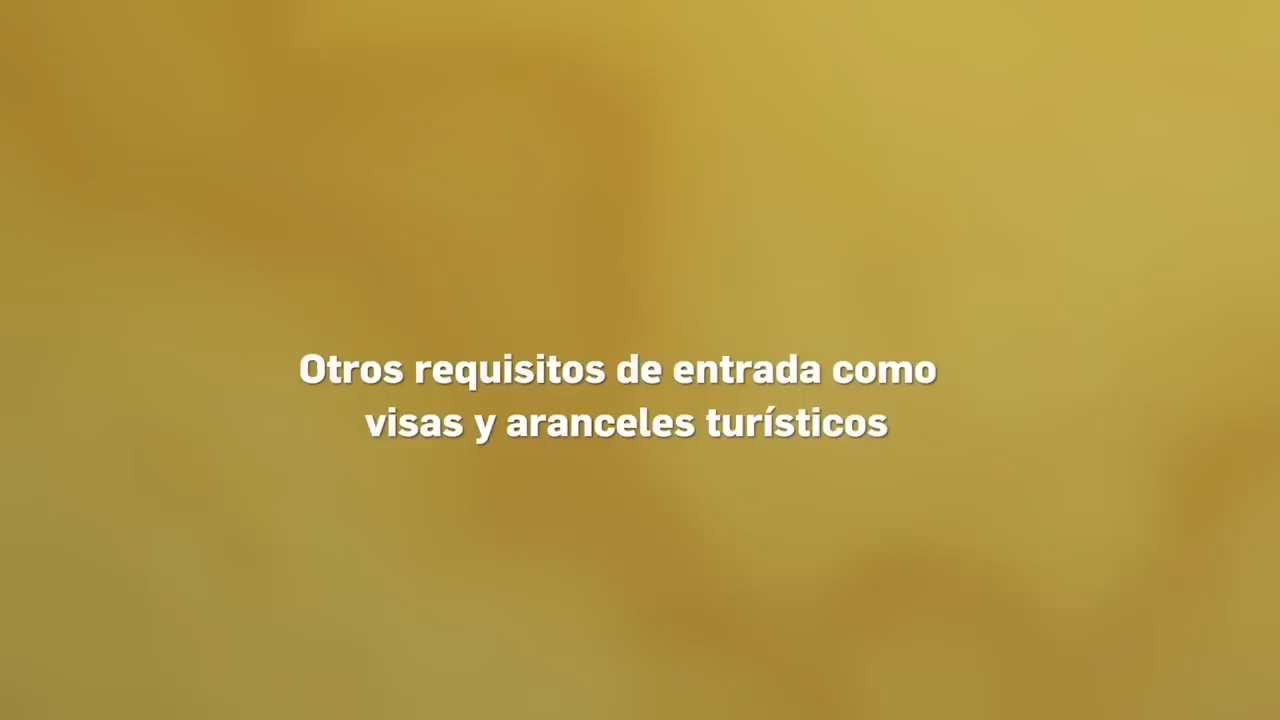 Otros requisitos de entrada como
visas y aranceles turísticos